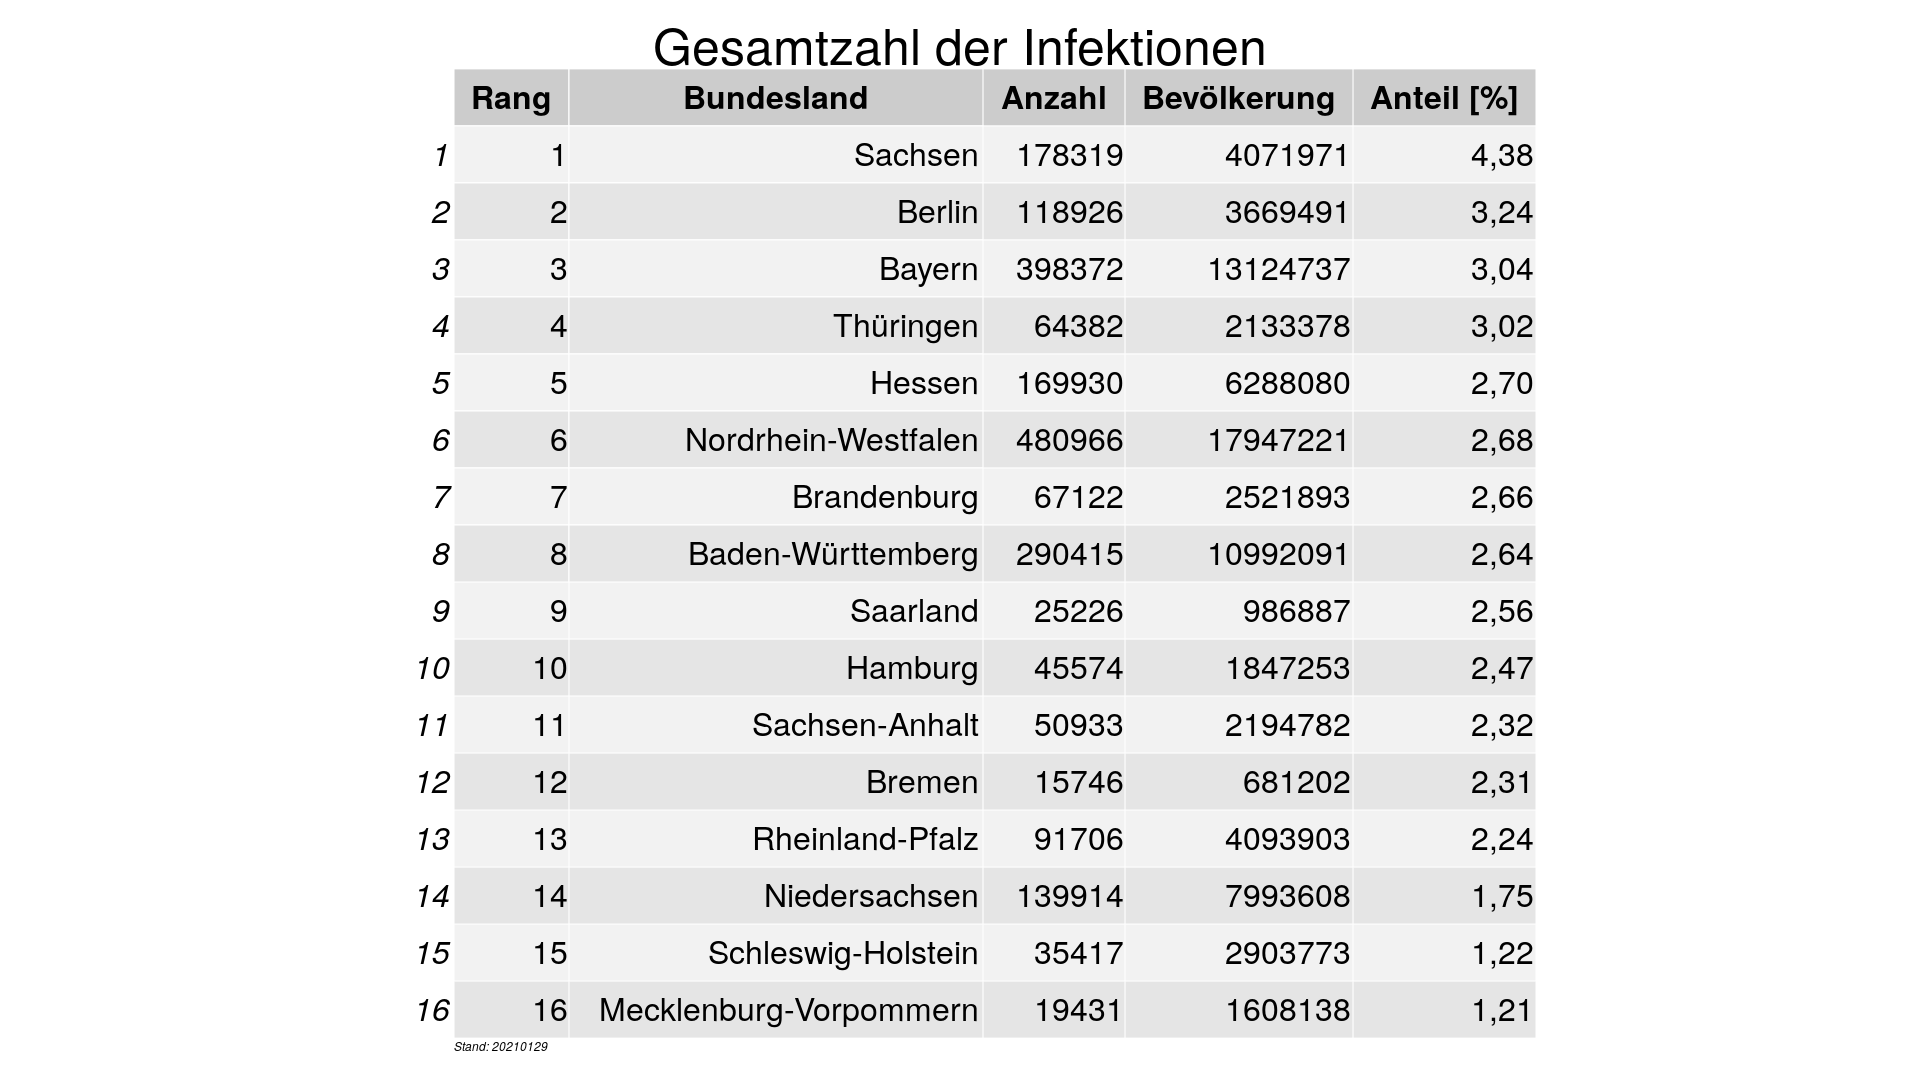 Gesamtzahl der Infektionen
Rang Bundesland Anzahl Bevölkerung Anteil [%]
1 1 Sachsen 178319 4071971 4,38
2 2 Berlin 118926 3669491 3,24
3 3 Bayern 398372 13124737 3,04
4 4 Thüringen 64382 2133378 3,02
5 5 Hessen 169930 6288080 2,70
6 6 Nordrhein-Westfalen 480966 17947221 2,68
7 7 Brandenburg 67122 2521893 2,66
8 8 Baden-Württemberg 290415 10992091 2,64
9 9 Saarland 25226 986887 2,56
10 10 Hamburg 45574 1847253 2,47
11 11 Sachsen-Anhalt 50933 2194782 2,32
12 12 Bremen 15746 681202 2,31
13 13 Rheinland-Pfalz 91706 4093903 2,24
14 14 Niedersachsen 139914 7993608 1,75
15 15 Schleswig-Holstein 35417 2903773 1,22
16 16 Mecklenburg-Vorpommern 19431 1608138 1,21
Stand: 20210129